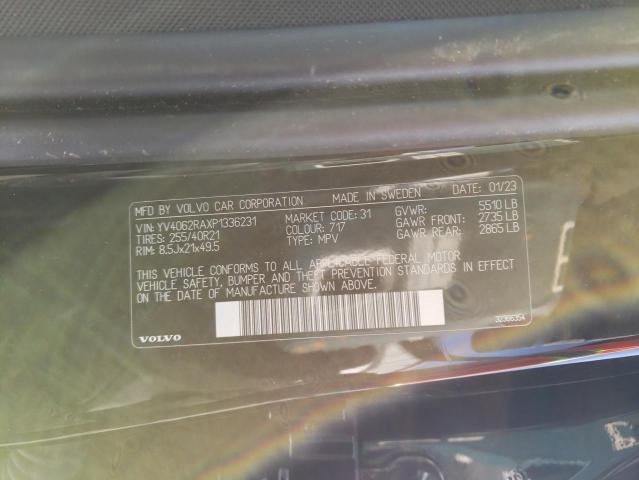 MFD BY VOLVO CAR CORPORATION MADE IN SWEDEN DATE: 01/23
VIN: YV4062RAXP1336231 MARKET CODE: 31 GVWR: 5510 LB
TIRES: 255/40R21 COLOUR: 717 GAWR FRONT: 2735 LB
RIM: 8.5Jx21x49.5 TYPE: MPV GAWR REAR: 2865 LB
THIS VEHICLE CONFORMS TO ALL APPLICABLE FEDERAL MOTOR
VEHICLE SAFETY, BUMPER AND THEFT PREVENTION STANDARDS IN EFFECT
ON THE DATE OF MANUFACTURE SHOWN ABOVE.
VOLVO 32366354